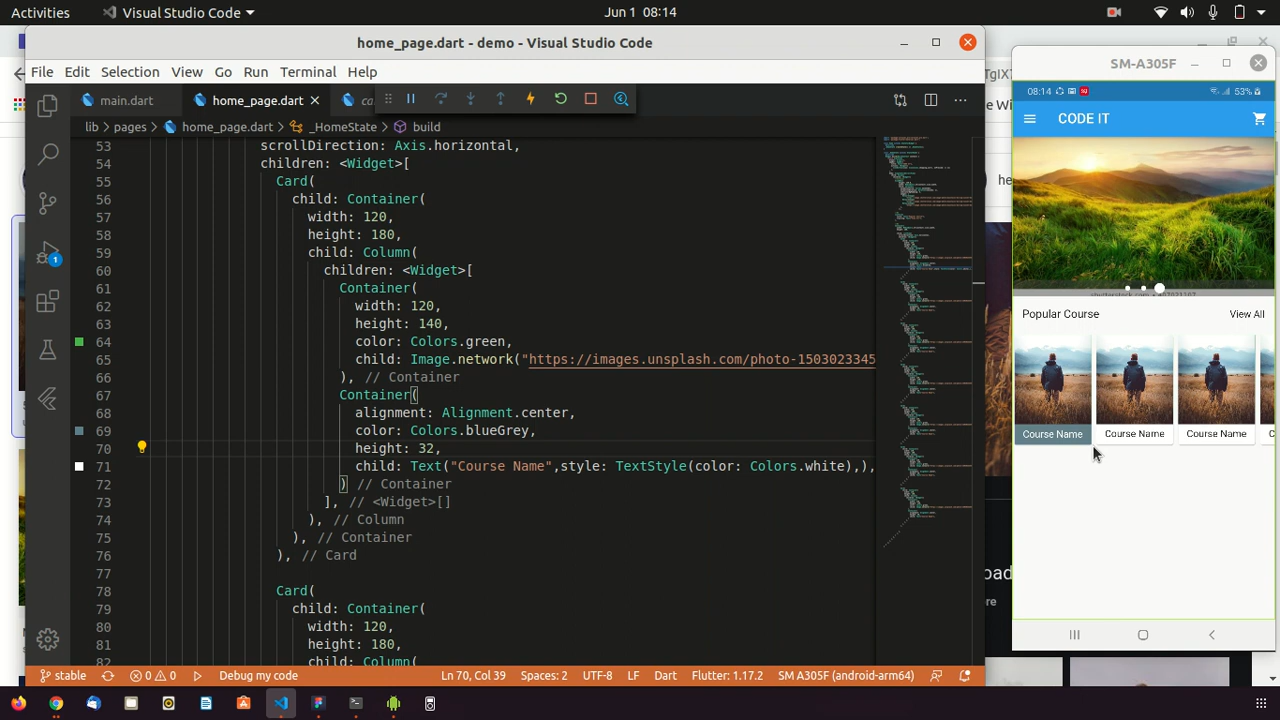 Activities
Visual Studio Code
Jun 1 08:14
home_page.dart - demo - Visual Studio Code
File Edit Selection View Go Run Terminal Help
main.dart
home_page.dart
lib > pages > home_page.dart > _HomeState > build
53 scrollDirection: Axis.horizontal,
54 children: <Widget>[
55 Card(
56 child: Container(
57 width: 120,
58 height: 180,
59 child: Column(
60 children: <Widget>[
61 Container(
62 width: 120,
63 height: 140,
64 color: Colors.green,
65 child: Image.network("https://images.unsplash.com/photo-1503023345
66 ), // Container
67 Container(
68 alignment: Alignment.center,
69 color: Colors.blueGrey,
70 height: 32,
71 child: Text("Course Name",style: TextStyle(color: Colors.white),),
72 ) // Container
73 ], // <Widget>[]
74 ), // Column
75 ), // Container
76 ), // Card
77
78 Card(
79 child: Container(
80 width: 120,
81 height: 180,
82 child: Column(
1
stable
0 0
Debug my code
Ln 70, Col 39
Spaces: 2
UTF-8
LF
Dart
Flutter: 1.17.2
SM A305F (android-arm64)
SM-A305F
08:14
53%
CODE IT
Popular Course
View All
Course Name
Course Name
Course Name